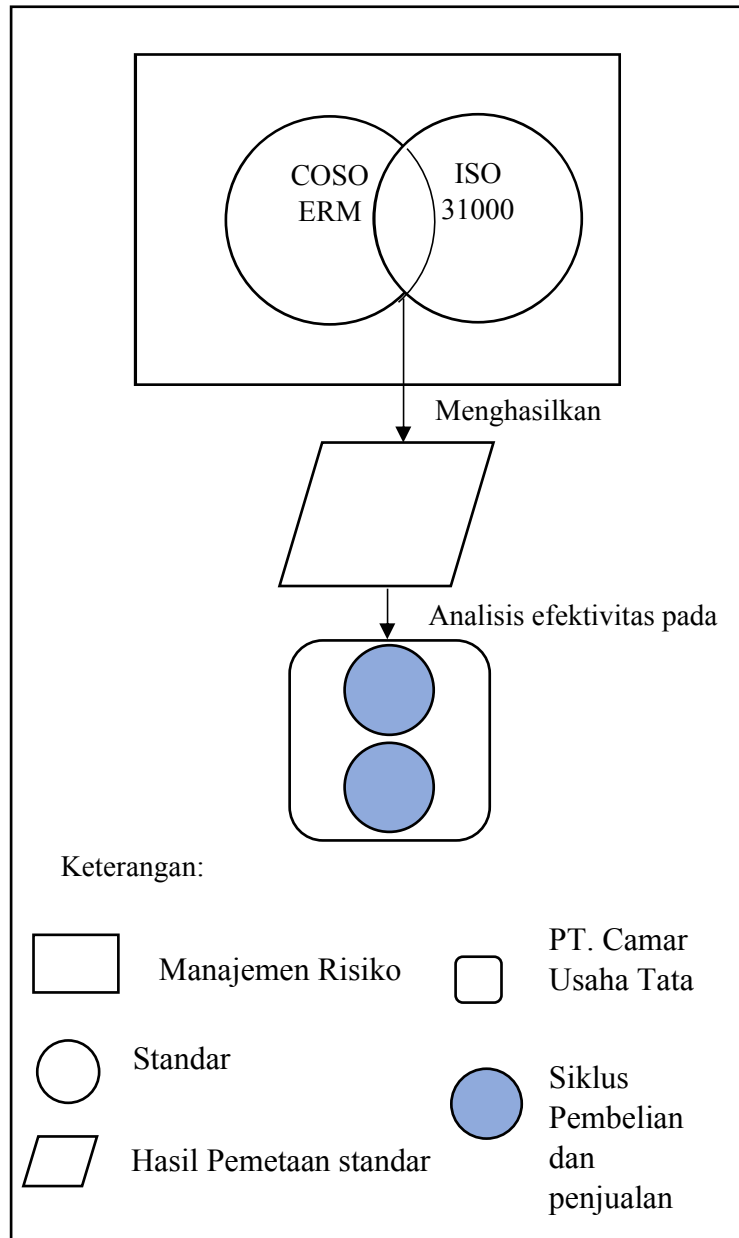 COSO
ERM
ISO
31000
Menghasilkan
Analisis efektivitas pada
Keterangan:
Manajemen Risiko
PT. Camar
Usaha Tata
Standar
Siklus
Pembelian
dan
penjualan
Hasil Pemetaan standar